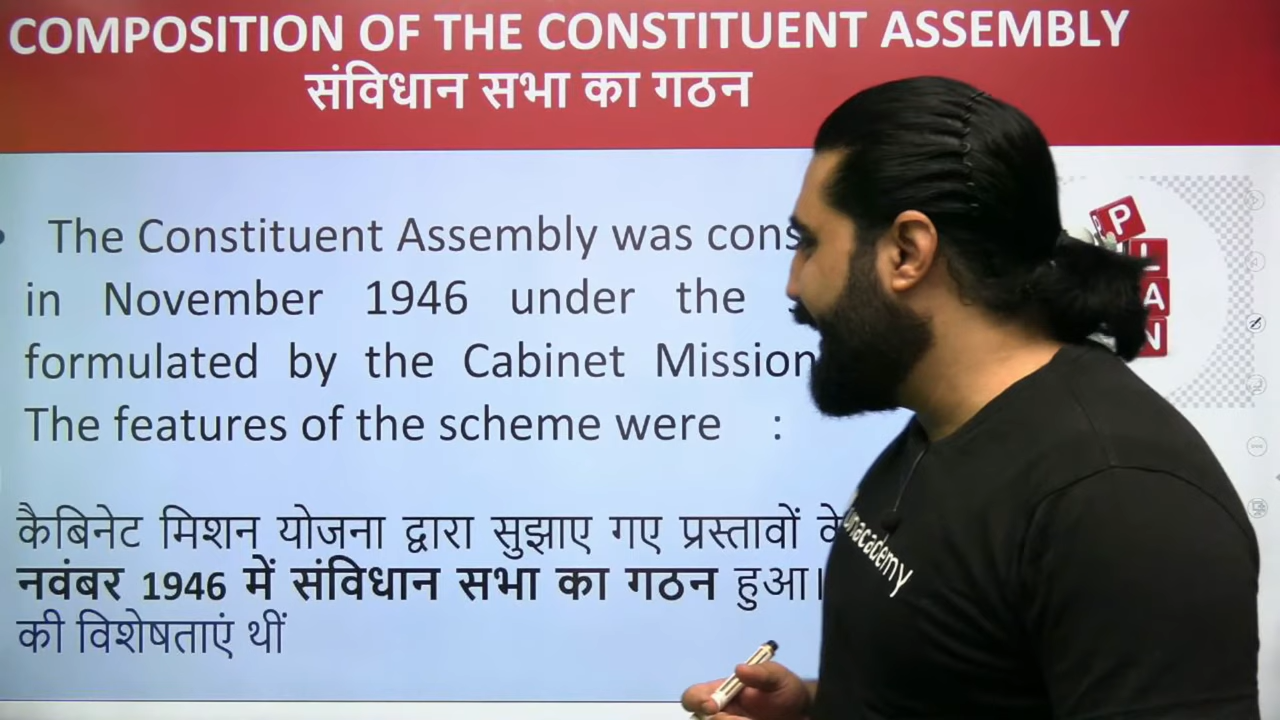 COMPOSITION OF THE CONSTITUENT ASSEMBLY
संविधान सभा का गठन
The Constituent Assembly was
in November 1946 under the
formulated by the Cabinet Mission
The features of the scheme were :
कैबिनेट मिशन योजना द्वारा सुझाए गए प्रस्तावों के
नवंबर 1946 में संविधान सभा का गठन हुआ।
की विशेषताएं थीं
P
L
A
N
unacademy